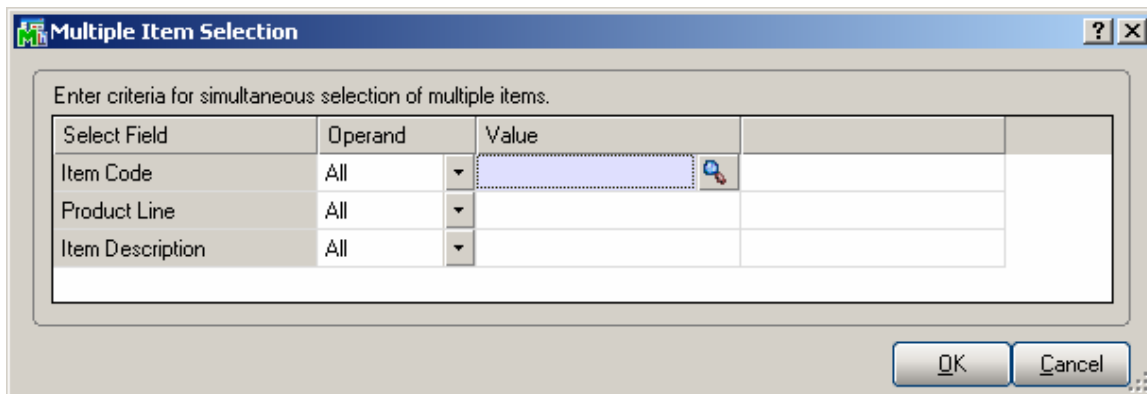 Multiple Item Selection
Enter criteria for simultaneous selection of multiple items.
Select Field Operand Value
Item Code All
Product Line All
Item Description All
OK Cancel